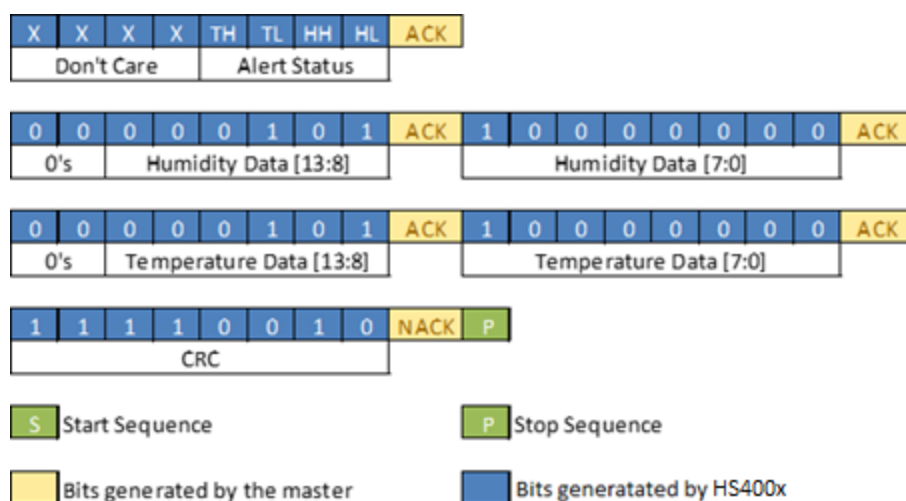 X X X X TH TL HH HL ACK
Don't Care Alert Status
0 0 0 0 0 1 0 1 ACK 1 0 0 0 0 0 0 0 ACK
0's Humidity Data [13:8] Humidity Data [7:0]
0 0 0 0 0 1 0 1 ACK 1 0 0 0 0 0 0 0 ACK
0's Temperature Data [13:8] Temperature Data [7:0]
1 1 1 1 0 0 1 0 NACK P
CRC
S Start Sequence P Stop Sequence
Bits generated by the master Bits generatated by HS400x